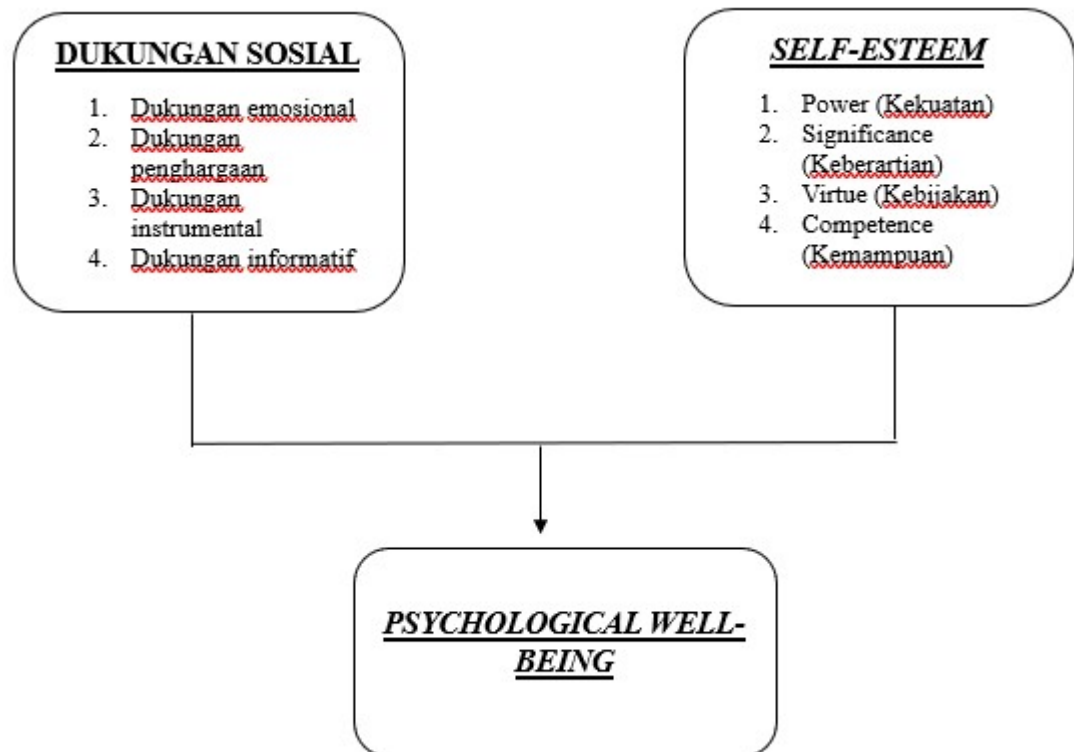 DUKUNGAN SOSIAL
1. Dukungan emosional
2. Dukungan
penghargaan
3. Dukungan
instrumental
4. Dukungan informatif
SELF-ESTEEM
1. Power (Kekuatan)
2. Significance
(Keberartian)
3. Virtue (Kebijakan)
4. Competence
(Kemampuan)
PSYCHOLOGICAL WELL-
BEING